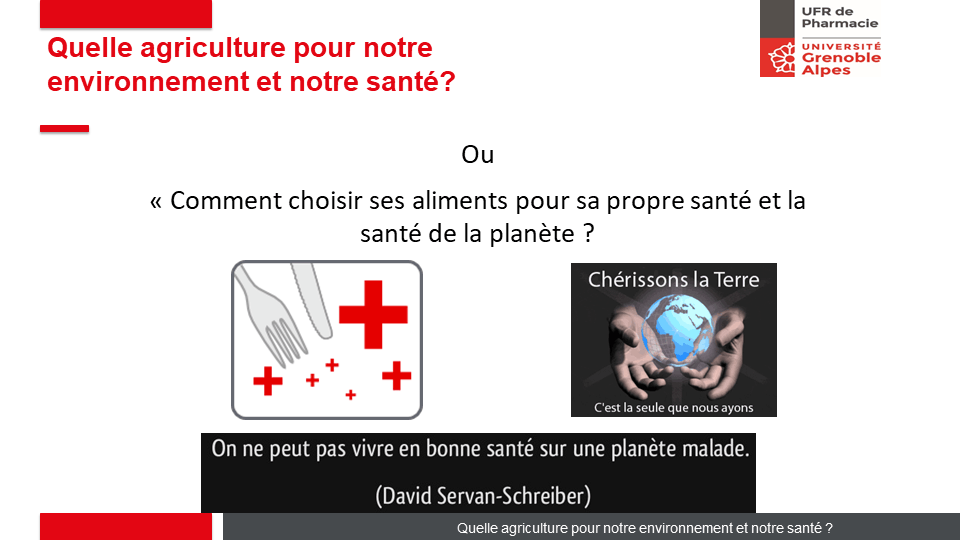 Quelle agriculture pour notre
environnement et notre santé?
UFR de
Pharmacie
UNIVERSITÉ
Grenoble
Alpes
Ou
« Comment choisir ses aliments pour sa propre santé et la
santé de la planète ?
Chérissons la Terre
C'est la seule que nous ayons
On ne peut pas vivre en bonne santé sur une planète malade.
(David Servan-Schreiber)
Quelle agriculture pour notre environnement et notre santé ?